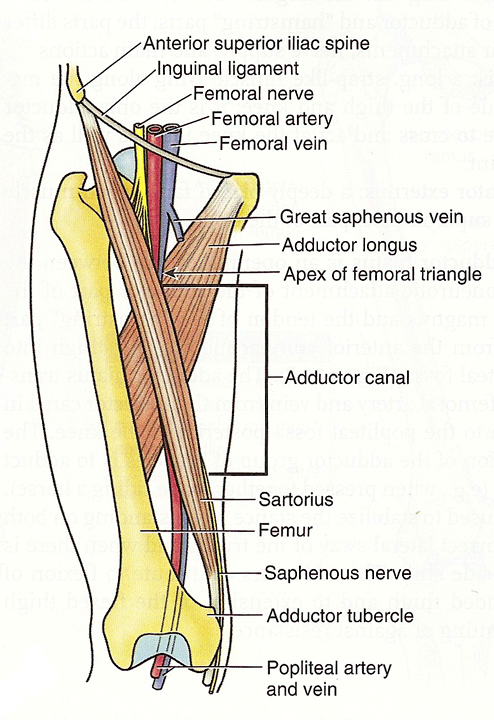 Anterior superior iliac spine
Inguinal ligament
Femoral nerve
Femoral artery
Femoral vein
Great saphenous vein
Adductor longus
Apex of femoral triangle
Adductor canal
Sartorius
Femur
Saphenous nerve
Adductor tubercle
Popliteal artery
and vein